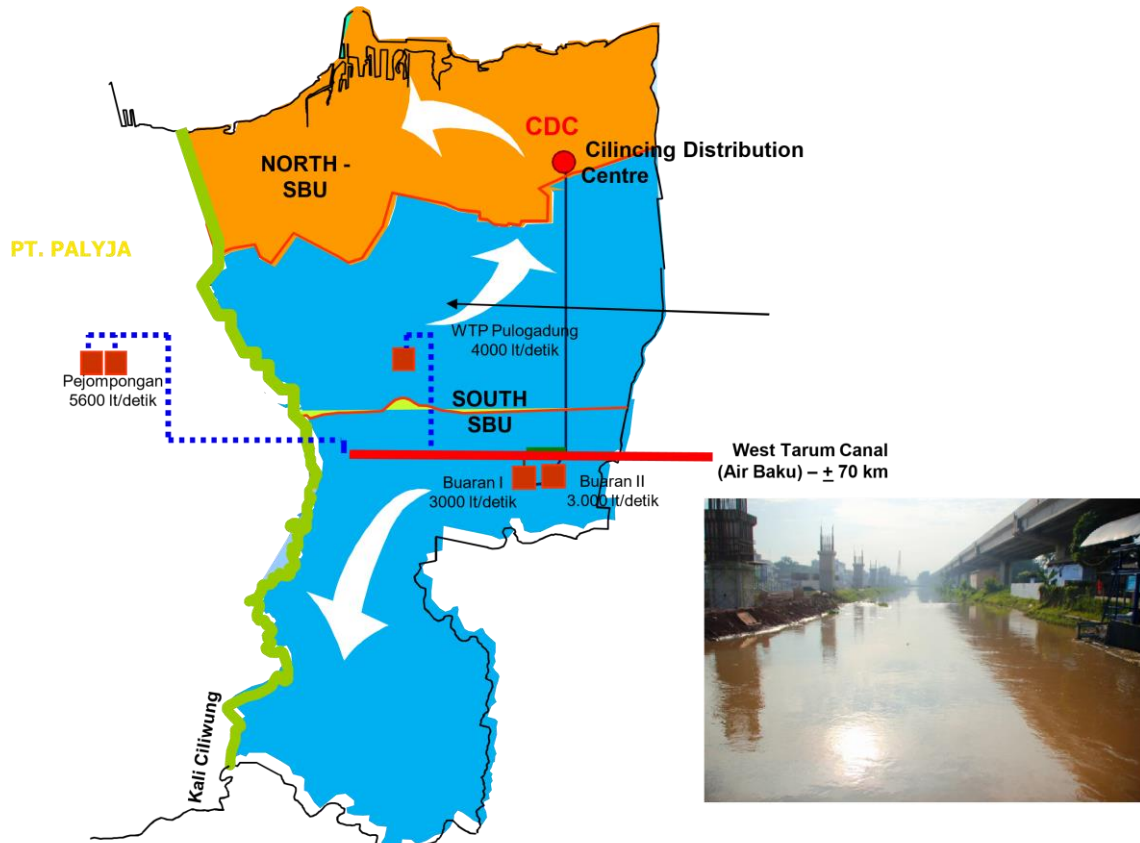 CDC
Cilincing Distribution
Centre
NORTH -
SBU
PT. PALYJA
WTP Pulogadung
4000 lt/detik
Pejompongan
5600 lt/detik
SOUTH
SBU
West Tarum Canal
(Air Baku) – + 70 km
Buaran I
3000 lt/detik
Buaran II
3.000 lt/detik
Kali Ciliwung